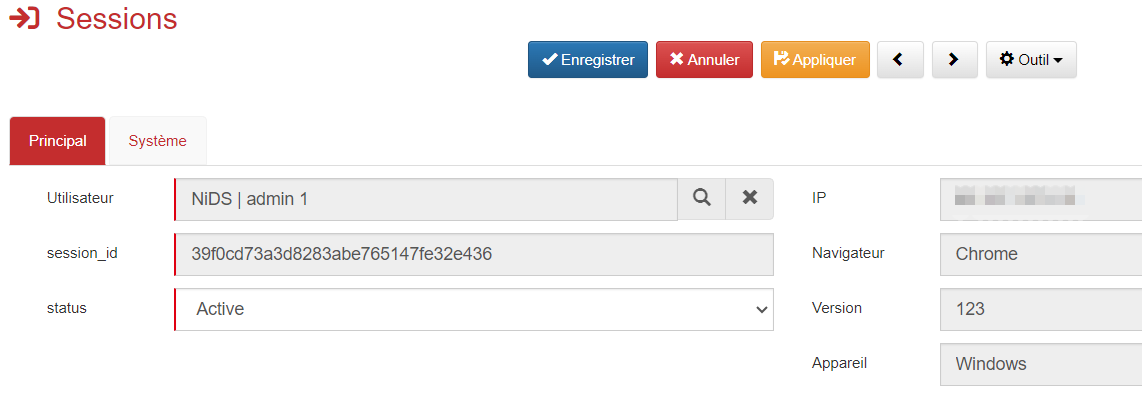 Sessions
Enregistrer Annuler Appliquer Outil
Principal Système
Utilisateur NiDS | admin 1 IP
session_id 39f0cd73a3d8283abe765147fe32e436 Navigateur Chrome
status Active Version 123
Appareil Windows